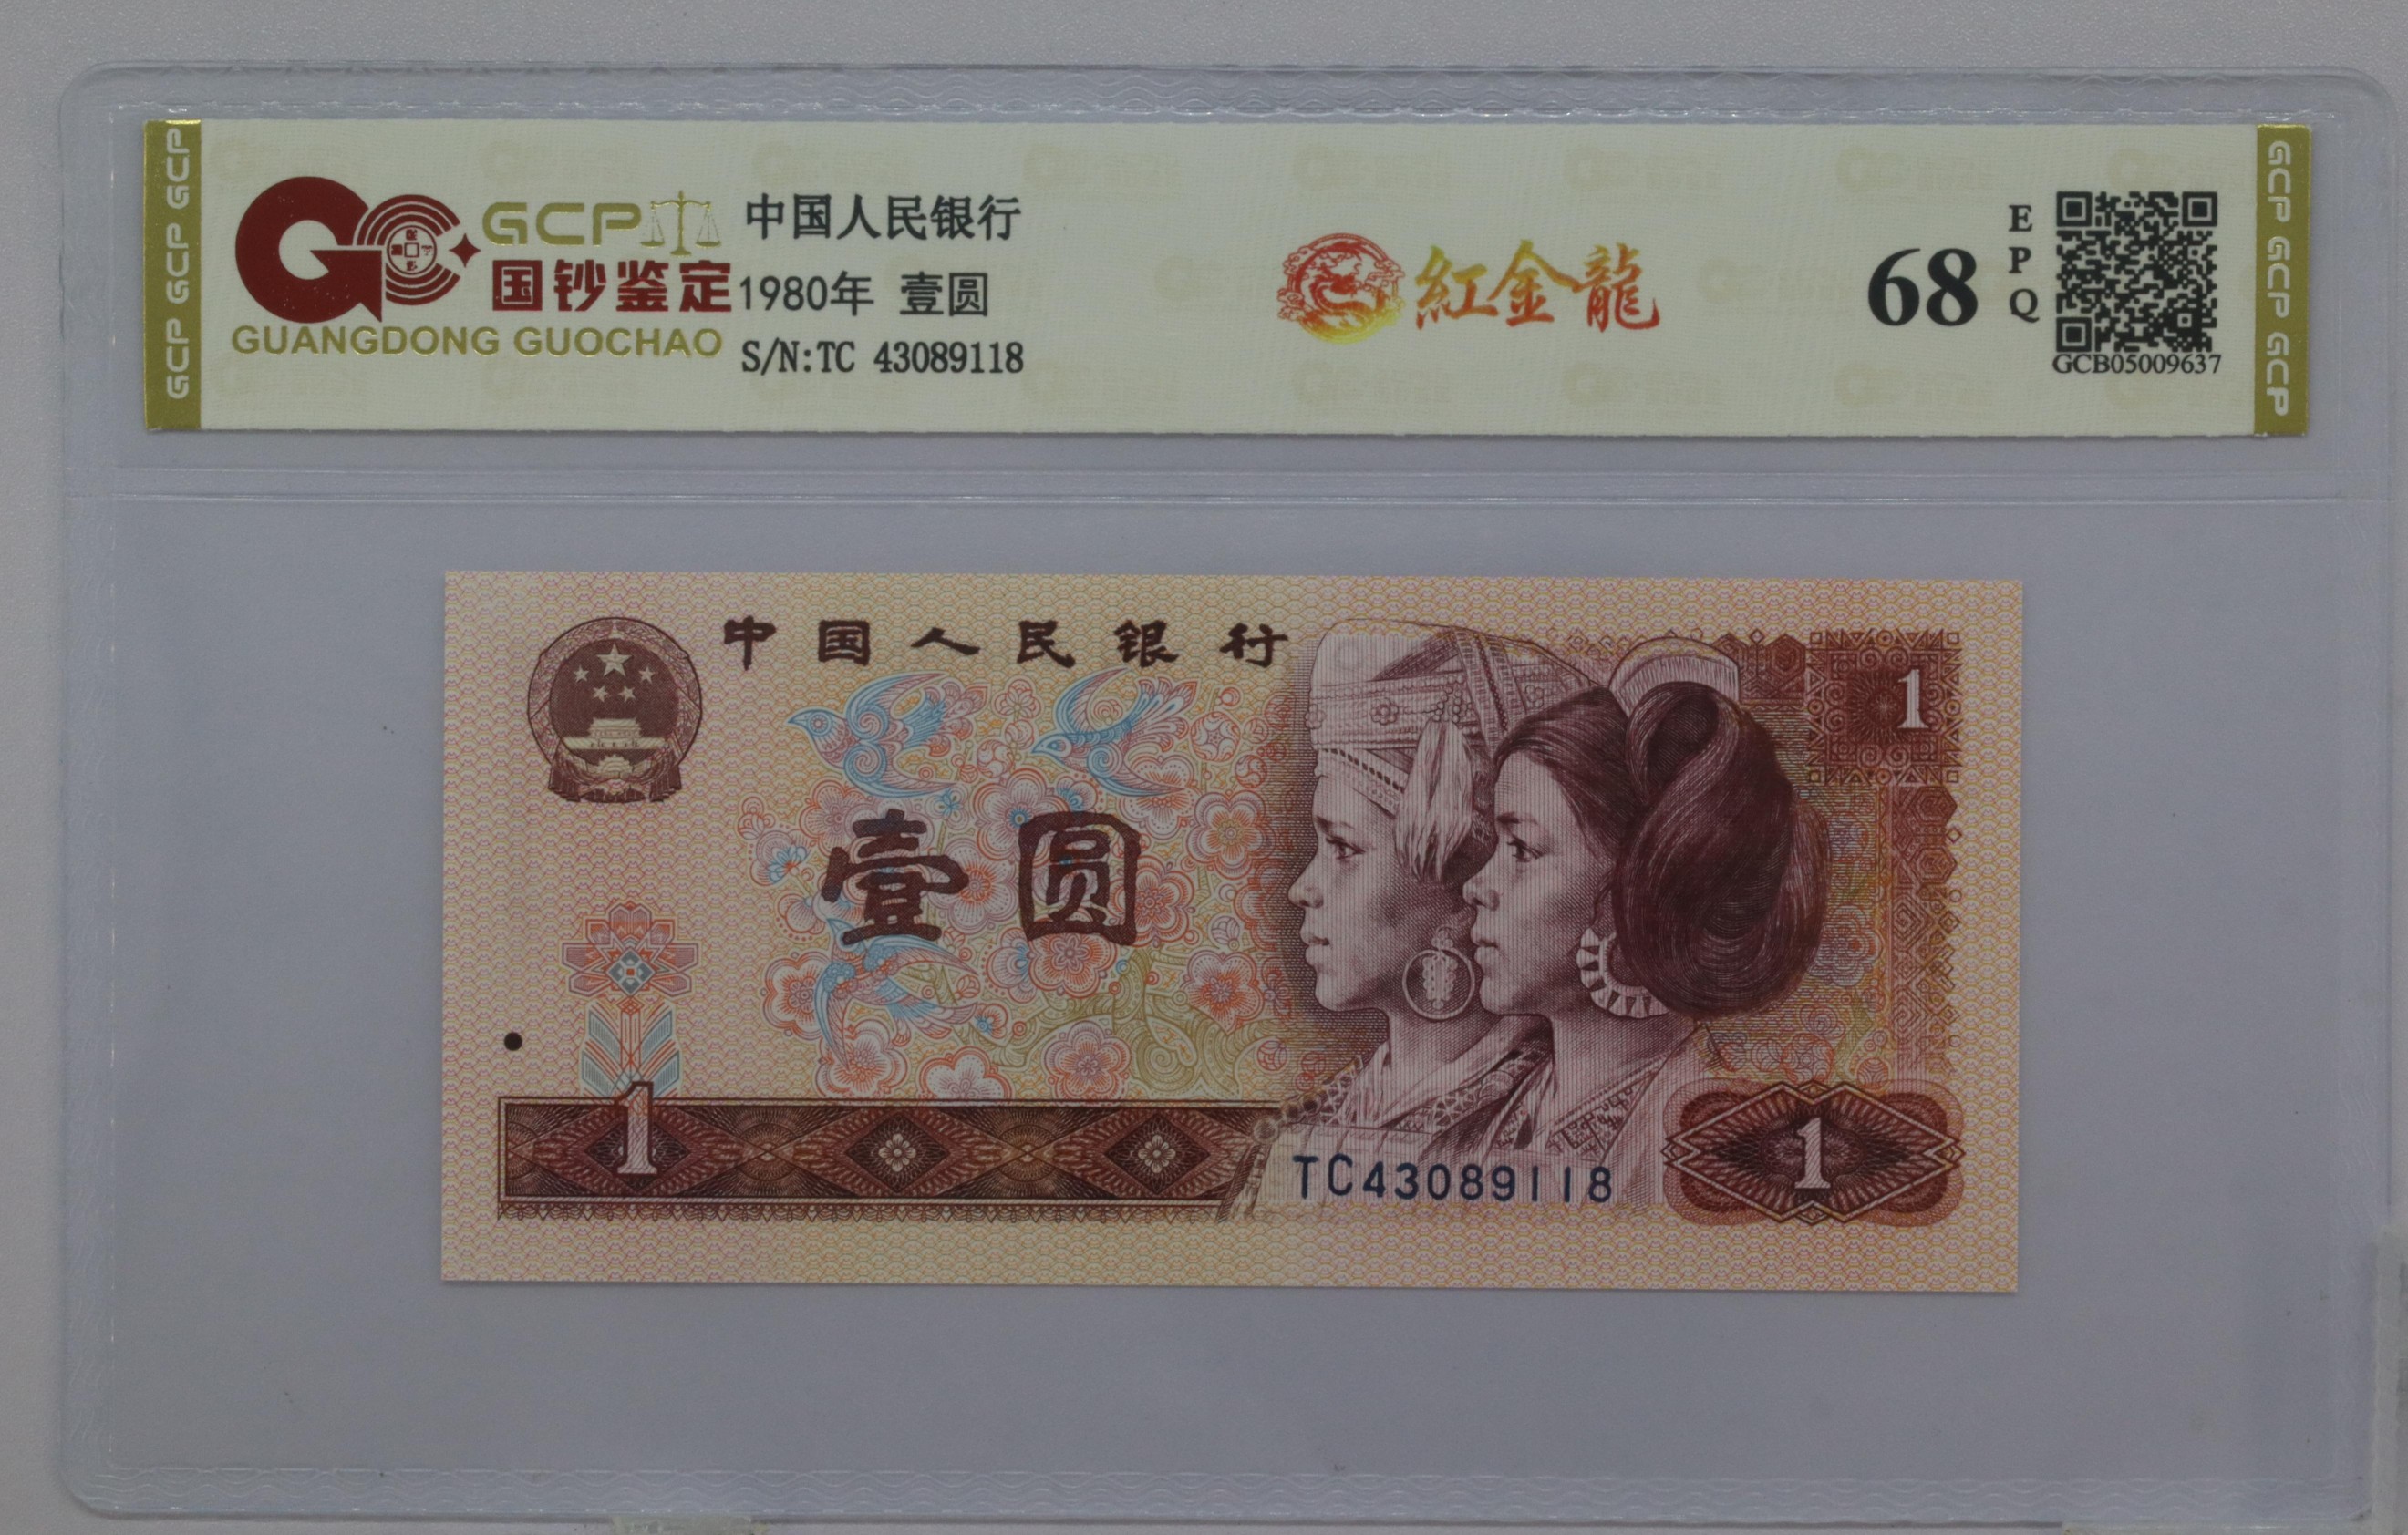 GCP GCP GCP
GCP
国钞鉴定
GUANGDONG GUOCHAO
中国人民银行
1980年 壹圆
S/N:TC 43089118
紅金龍
68
EPQ
GCB05009637
GCP GCP GCP
中国人民银行
1
壹圆
1
TC43089118
1